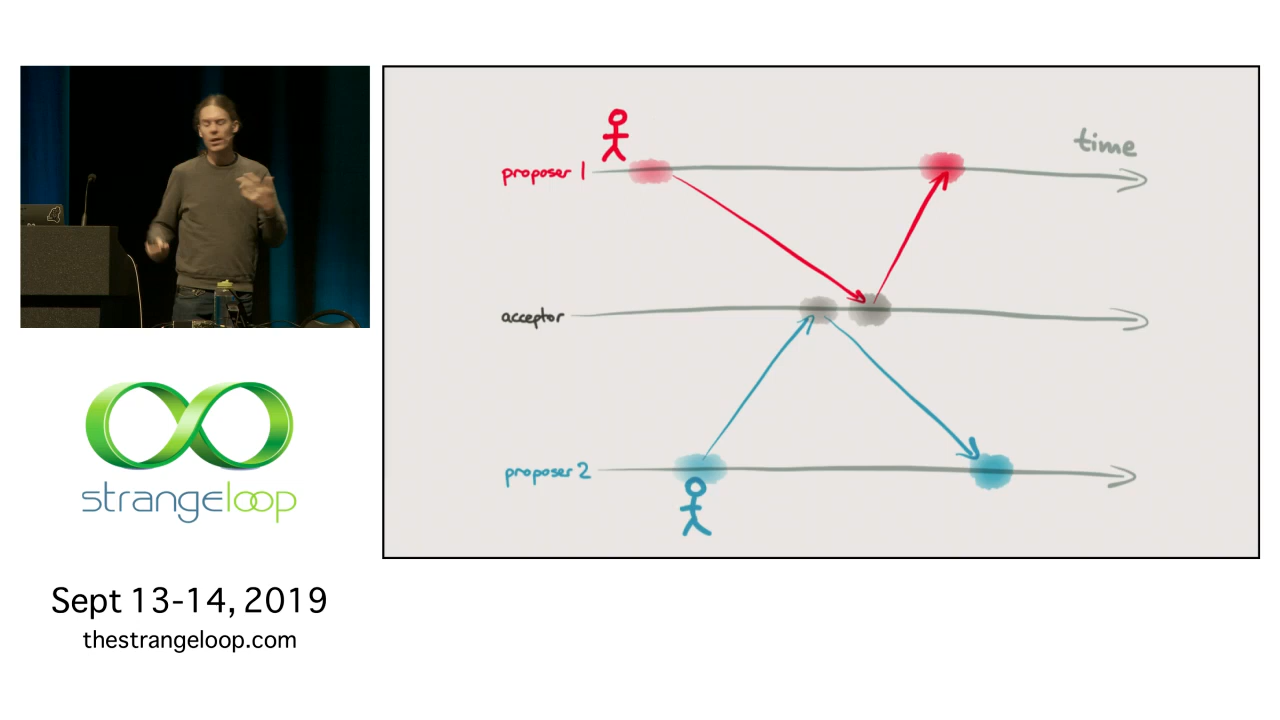 proposer 1
time
acceptor
proposer 2
strangeloop
Sept 13-14, 2019
thestrangeloop.com